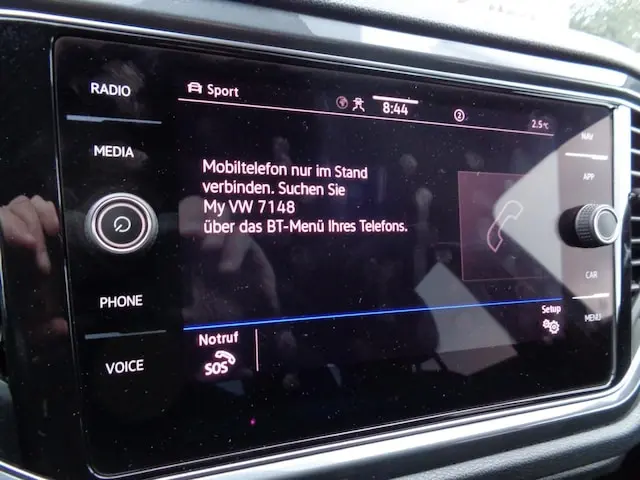 RADIO
Sport
8:44
2
2.5°C
NAV
MEDIA
Mobiltelefon nur im Stand
verbinden. Suchen Sie
My VW 7148
über das BT-Menü Ihres Telefons.
APP
PHONE
CAR
Setup
MENU
Notruf
SOS
VOICE